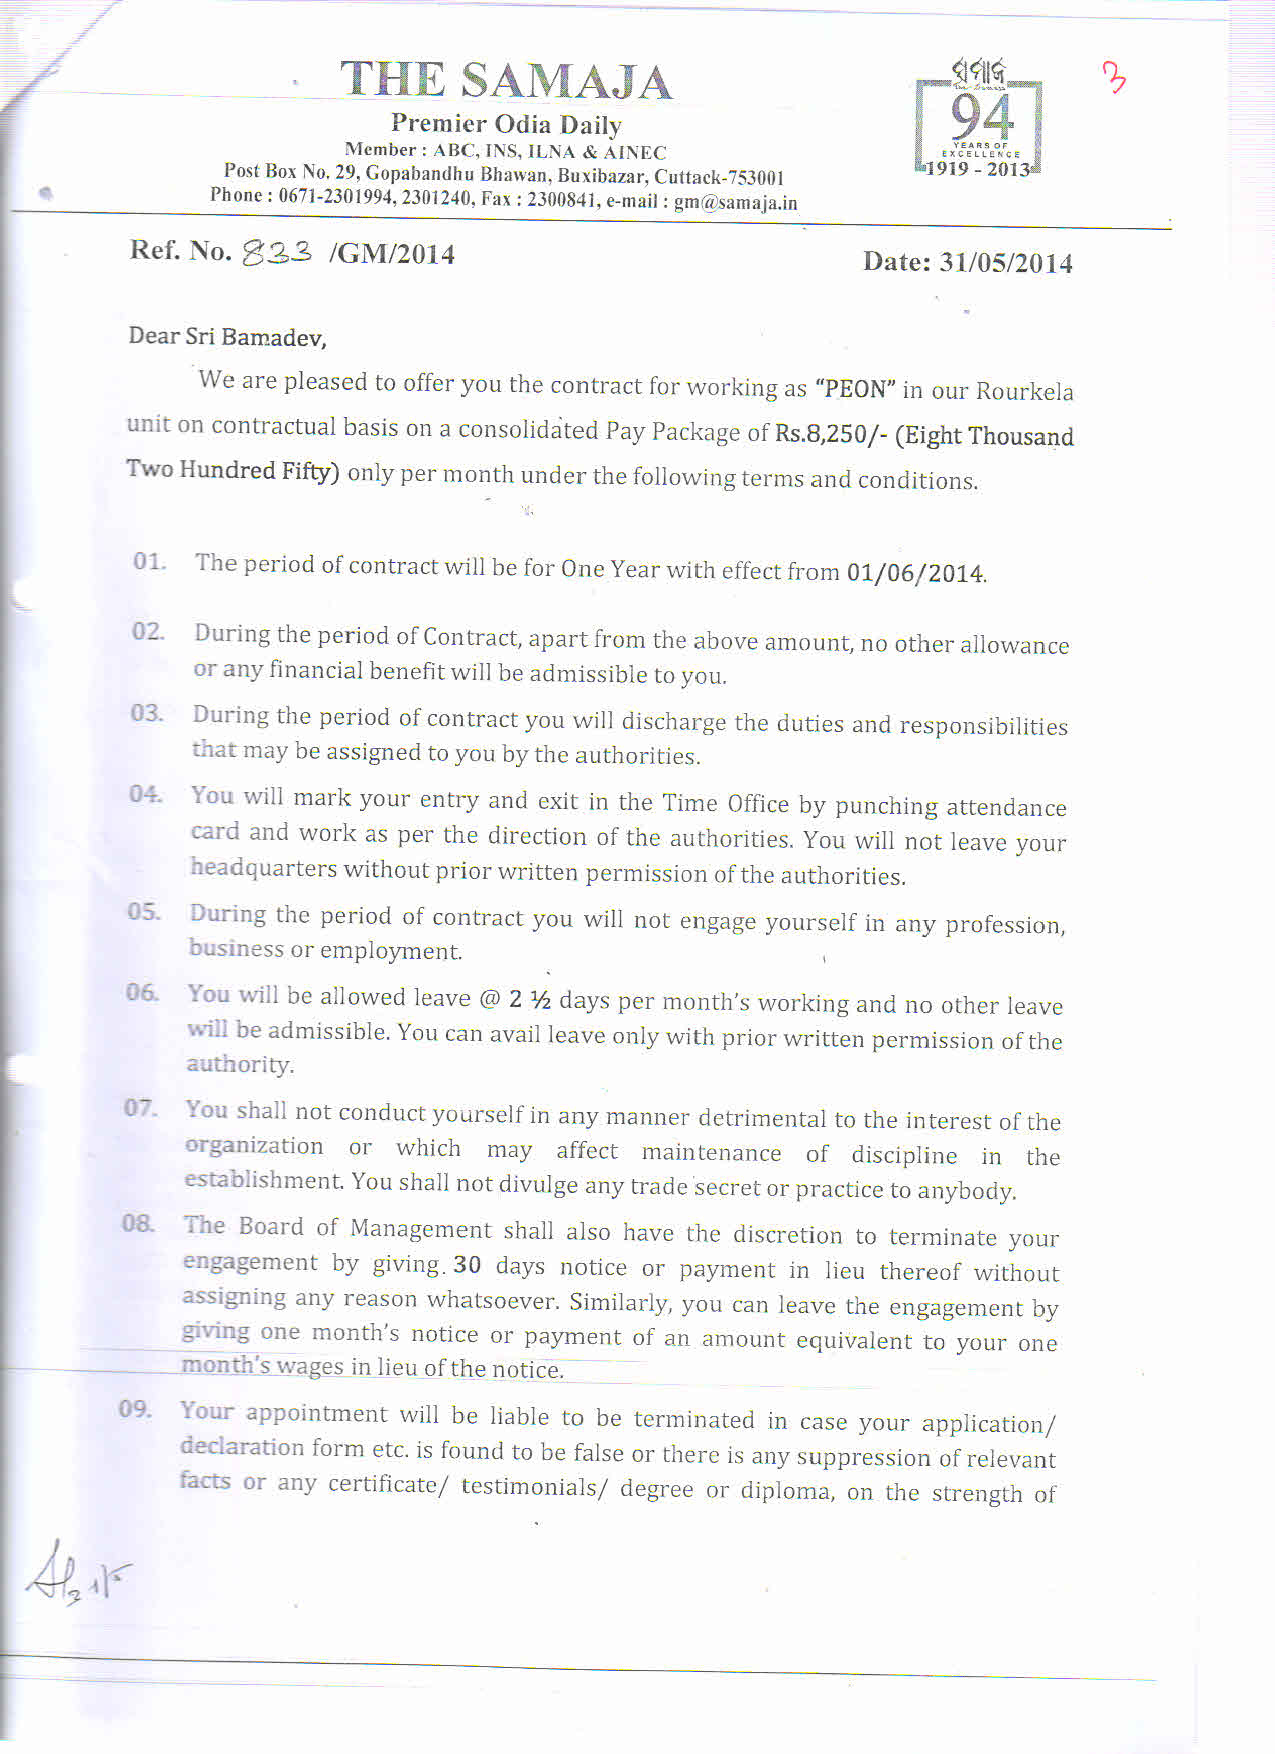 THE SAMAJA
Premier Odia Daily
Member : ABC, INS, ILNA & AINEC
Post Box No. 29, Gopabandhu Bhawan, Buxibazar, Cuttack-753001
Phone : 0671-2301994, 2301240, Fax : 2300841, e-mail : gm@samaja.in
ସମାଜ
The Samaja
94
YEARS OF
EXCELLENCE
1919 - 2013
3
Ref. No. 833 /GM/2014
Date: 31/05/2014
Dear Sri Bamadev,
We are pleased to offer you the contract for working as “PEON” in our Rourkela
unit on contractual basis on a consolidated Pay Package of Rs.8,250/- (Eight Thousand
Two Hundred Fifty) only per month under the following terms and conditions.
01. The period of contract will be for One Year with effect from 01/06/2014.
02. During the period of Contract, apart from the above amount, no other allowance
or any financial benefit will be admissible to you.
03. During the period of contract you will discharge the duties and responsibilities
that may be assigned to you by the authorities.
04. You will mark your entry and exit in the Time Office by punching attendance
card and work as per the direction of the authorities. You will not leave your
headquarters without prior written permission of the authorities.
05. During the period of contract you will not engage yourself in any profession,
business or employment.
06. You will be allowed leave @ 2 ½ days per month’s working and no other leave
will be admissible. You can avail leave only with prior written permission of the
authority.
07. You shall not conduct yourself in any manner detrimental to the interest of the
organization or which may affect maintenance of discipline in the
establishment. You shall not divulge any trade secret or practice to anybody.
08. The Board of Management shall also have the discretion to terminate your
engagement by giving 30 days notice or payment in lieu thereof without
assigning any reason whatsoever. Similarly, you can leave the engagement by
giving one month’s notice or payment of an amount equivalent to your one
month’s wages in lieu of the notice.
09. Your appointment will be liable to be terminated in case your application/
declaration form etc. is found to be false or there is any suppression of relevant
facts or any certificate/ testimonials/ degree or diploma, on the strength of